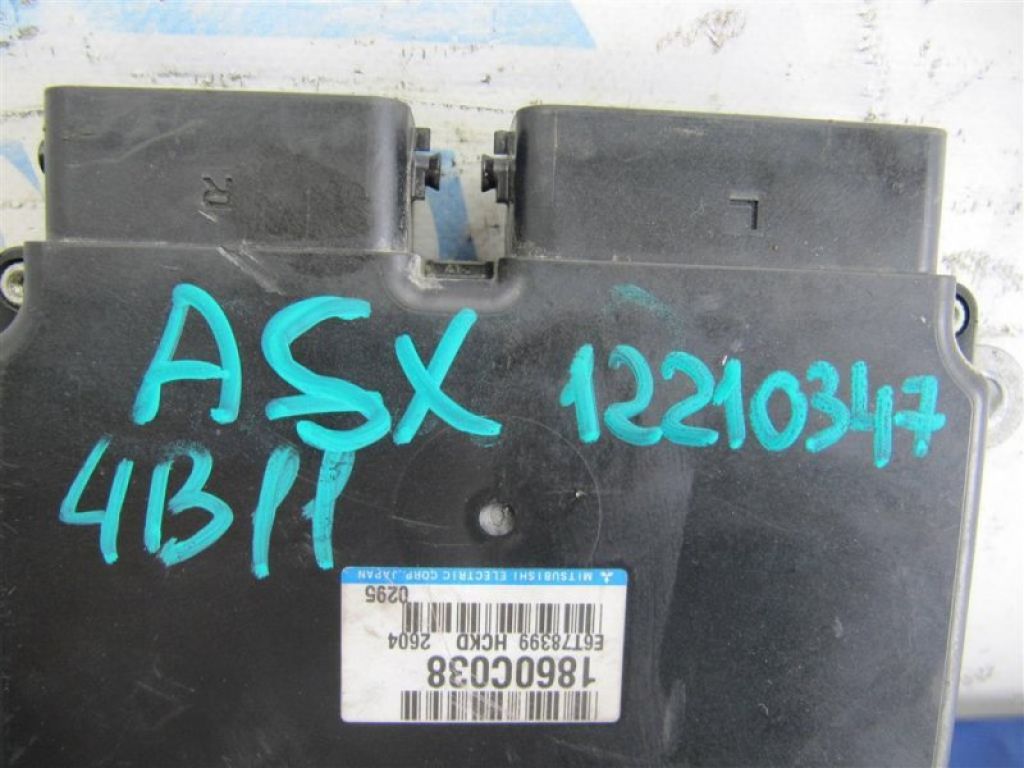 R
L
ASX 12210347
4B11
MITSUBISHI ELECTRIC CORP. JAPAN
0295
E6T78399 HCKD 2604
1860C038